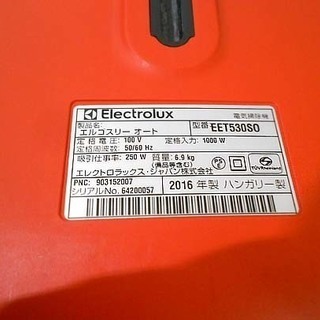 Electrolux 電気掃除機
製品名: 型番 EET530SO
エルゴスリー オート
定格電圧: 100 V 定格入力: 1000 W
定格周波数: 50/60 Hz
吸引仕事率: 250 W 質量: 6.9 kg
(備品等含む)
エレクトロラックス・ジャパン株式会社
PNC: 903152007
シリアルNo. 64200057 2016 年製 ハンガリー製